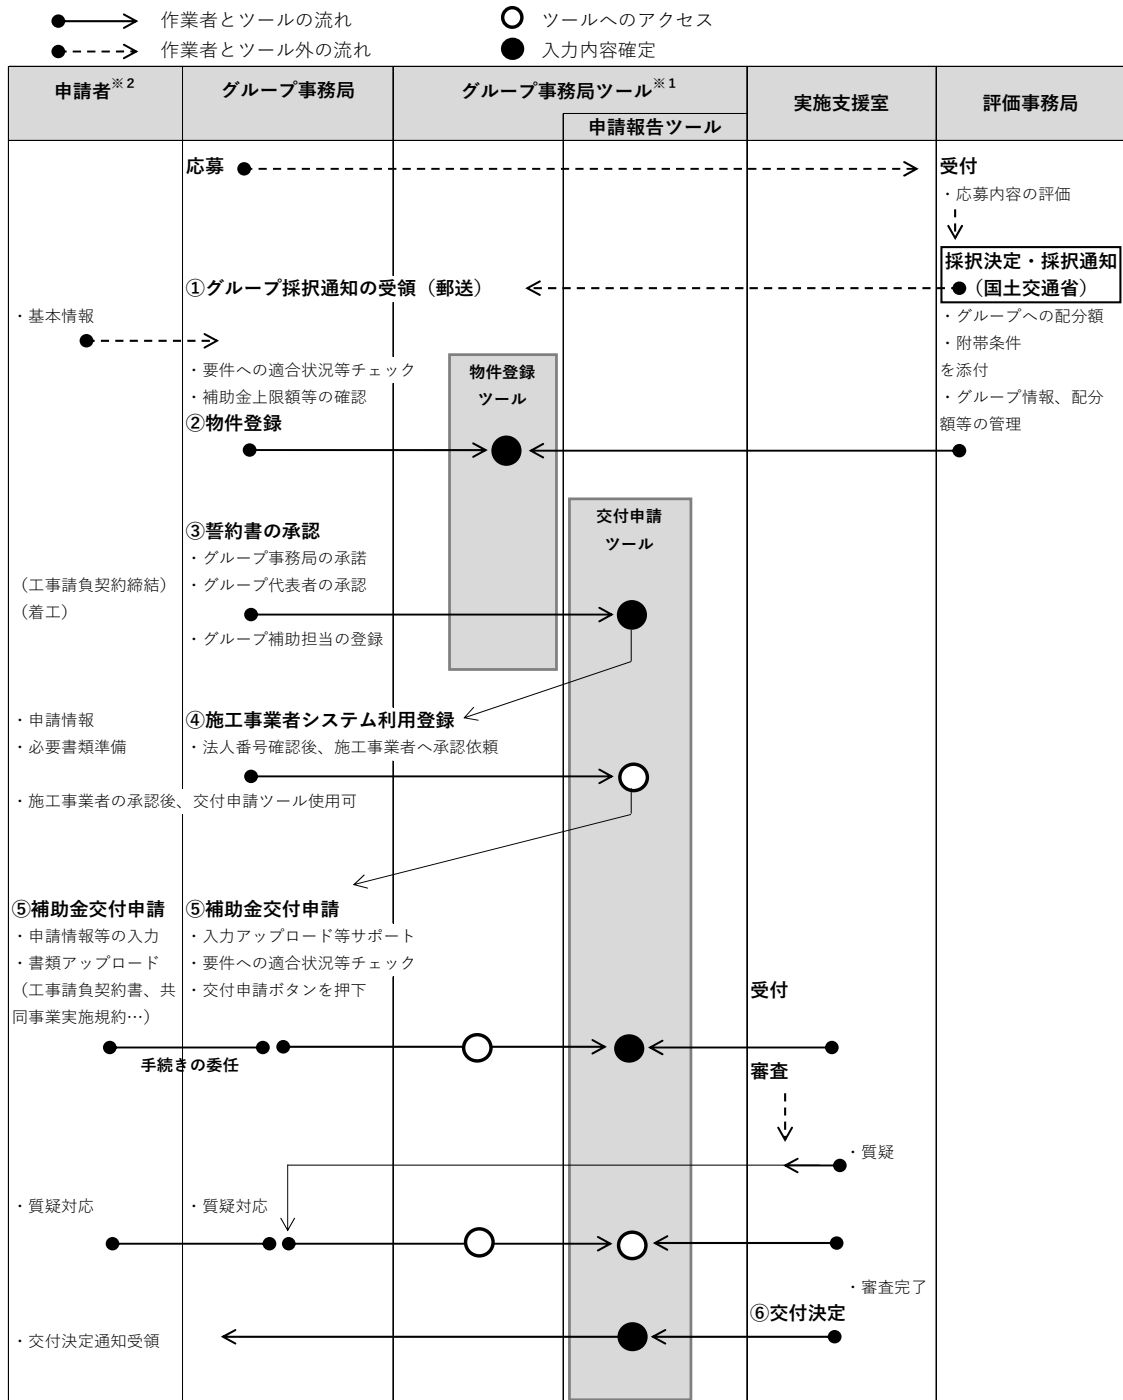 作業者とツールの流れ
ツールへのアクセス
作業者とツール外の流れ
入力内容確定
申請者※2
グループ事務局
グループ事務局ツール※1
申請報告ツール
実施支援室
評価事務局
応募
受付
・応募内容の評価
採択決定・採択通知
（国土交通省）
①グループ採択通知の受領（郵送）
・グループへの配分額
・附帯条件
を添付
・グループ情報、配分
額等の管理
・基本情報
・要件への適合状況等チェック
・補助金上限額等の確認
物件登録
ツール
②物件登録
交付申請
ツール
③誓約書の承認
・グループ事務局の承諾
・グループ代表者の承認
（工事請負契約締結）
（着工）
・グループ補助担当の登録
・申請情報
・必要書類準備
④施工事業者システム利用登録
・法人番号確認後、施工事業者へ承認依頼
・施工事業者の承認後、交付申請ツール使用可
⑤補助金交付申請
・申請情報等の入力
・書類アップロード
（工事請負契約書、共
同事業実施規約…）
⑤補助金交付申請
・入力アップロード等サポート
・要件への適合状況等チェック
・交付申請ボタンを押下
受付
手続きの委任
審査
・質疑
・質疑対応
・質疑対応
・審査完了
⑥交付決定
・交付決定通知受領